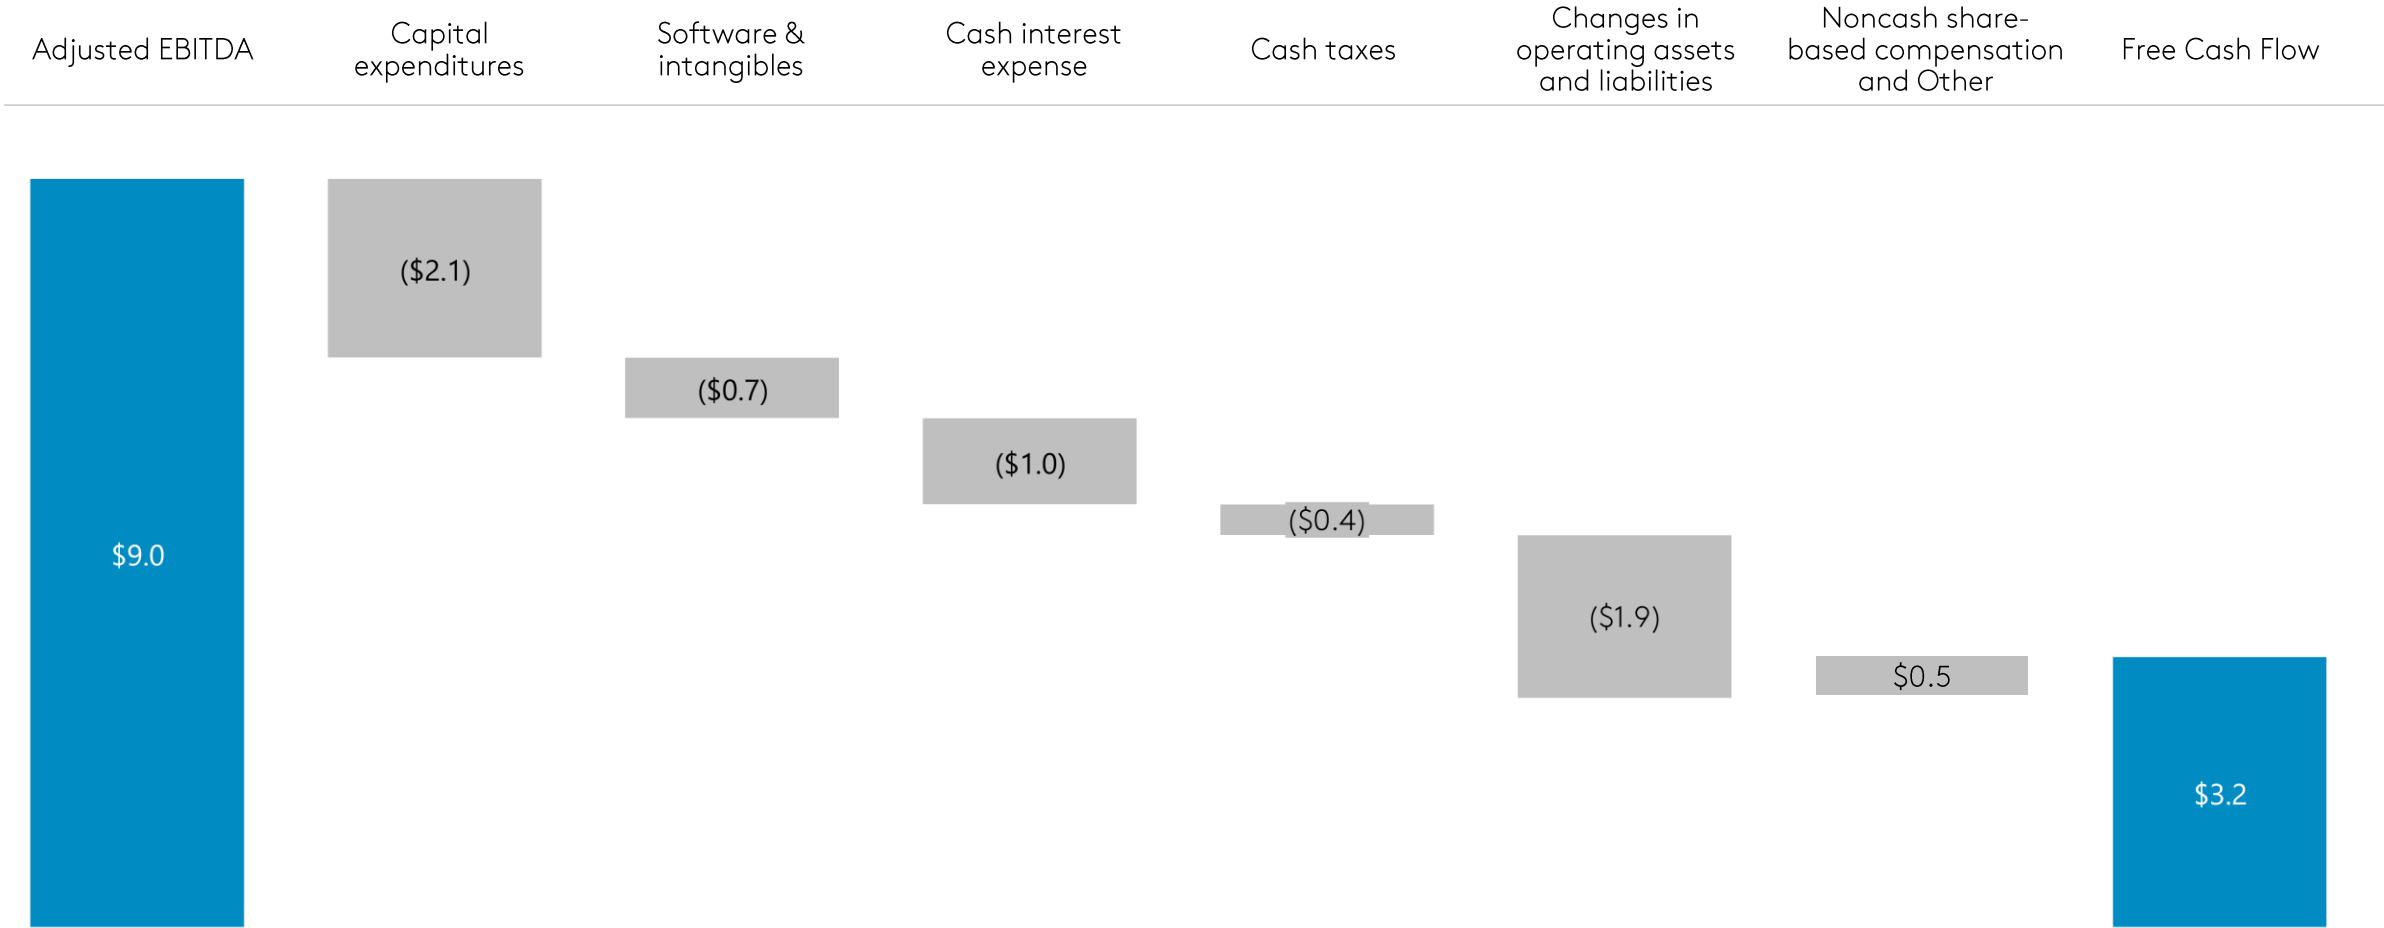 Adjusted EBITDA
Capital
expenditures
Software &
intangibles
Cash interest
expense
Cash taxes
Changes in
operating assets
and liabilities
Noncash share-
based compensation
and Other
Free Cash Flow
$9.0
($2.1)
($0.7)
($1.0)
($0.4)
($1.9)
$0.5
$3.2